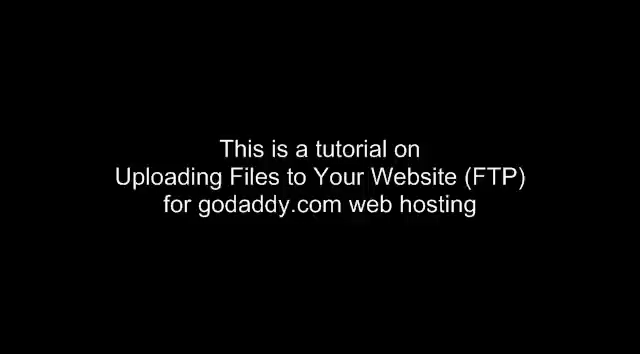 This is a tutorial on
Uploading Files to Your Website (FTP)
for godaddy.com web hosting